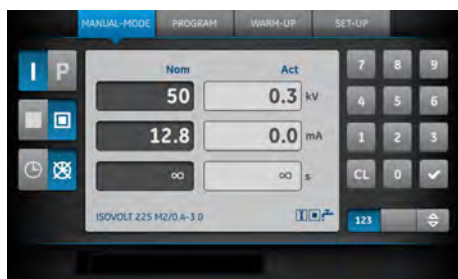 MANUAL-MODE PROGRAM WARM-UP SET-UP
I P
Nom Act
50 0.3 kV
12.8 0.0 mA
∞ ∞ s
ISOVOLT 225 M2/0.4-3.0
7 8 9
4 5 6
1 2 3
CL 0
123